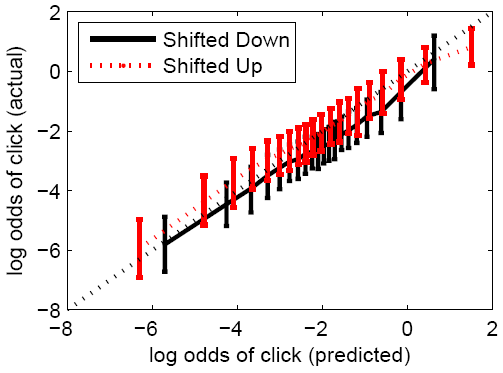 2
0
−2
−4
−6
−8
log odds of click (actual)
Shifted Down
Shifted Up
−8 −6 −4 −2 0 2
log odds of click (predicted)